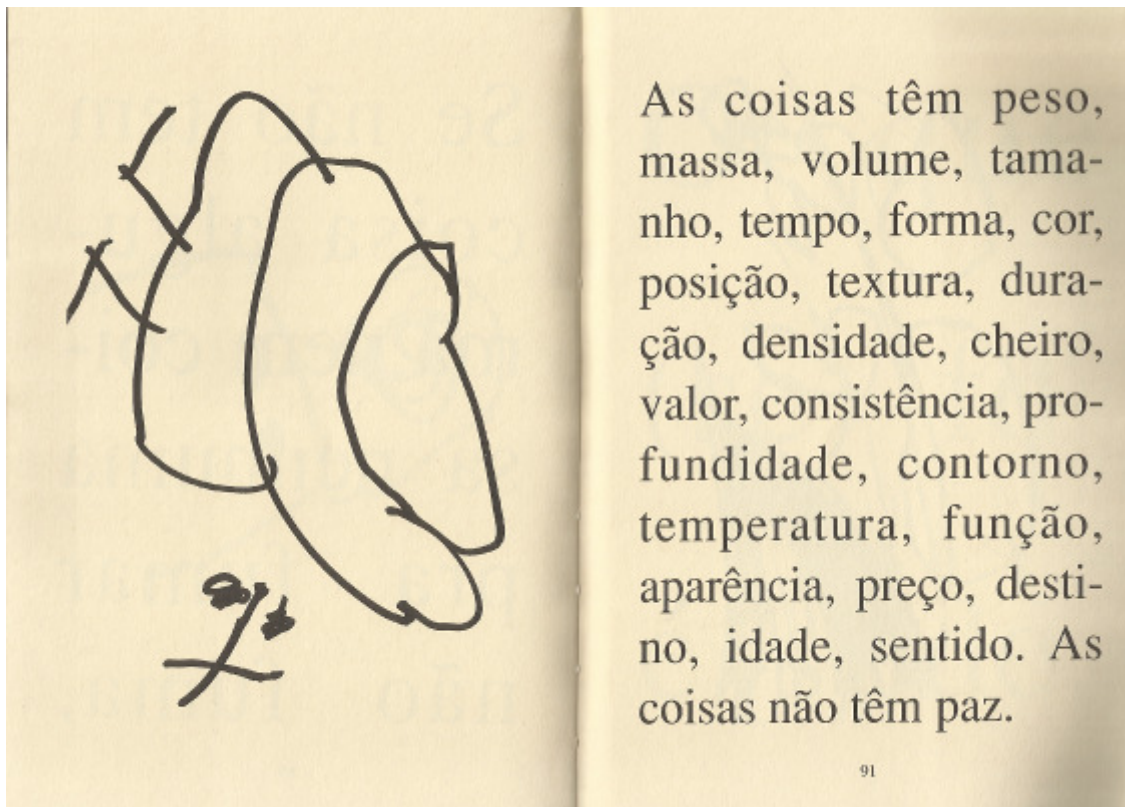 As coisas têm peso,
massa, volume, tama-
nho, tempo, forma, cor,
posição, textura, dura-
ção, densidade, cheiro,
valor, consistência, pro-
fundidade, contorno,
temperatura, função,
aparência, preço, desti-
no, idade, sentido. As
coisas não têm paz.
91